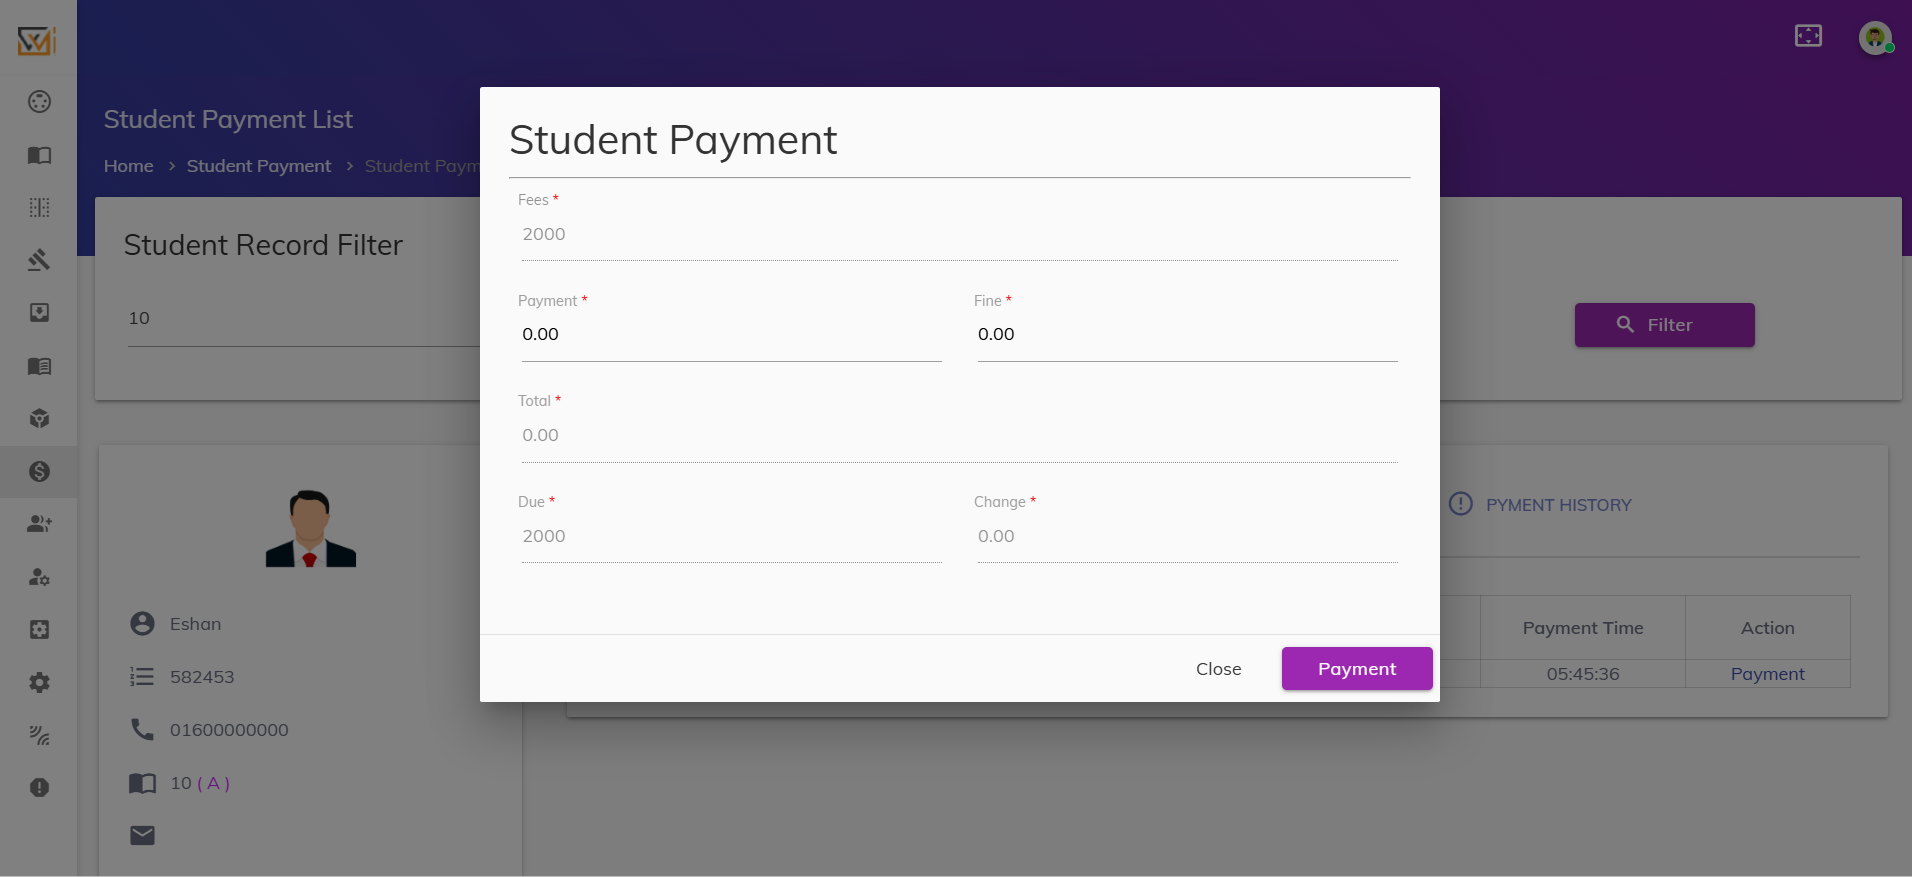 Student Payment List
Home > Student Payment > Student Paym
Student Record Filter
10
Filter
Student Payment
Fees *
2000
Payment * Fine *
0.00 0.00
Total *
0.00
Due * Change *
2000 0.00
Close Payment
Eshan
582453
01600000000
10 ( A )
PYMENT HISTORY
Payment Time Action
05:45:36 Payment